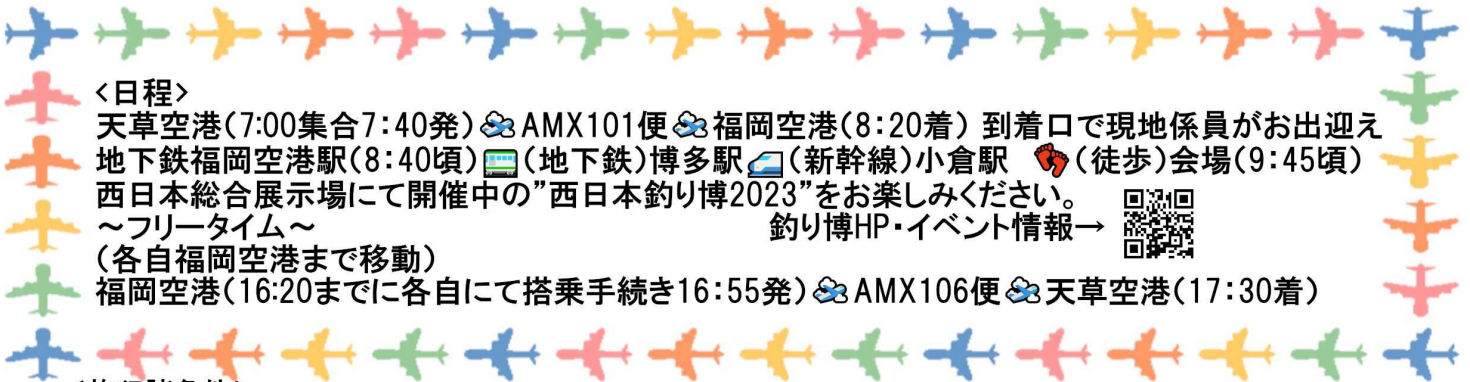 <日程>
天草空港(7:00集合7:40発)🛩AMX101便🛩福岡空港(8:20着) 到着口で現地係員がお出迎え
地下鉄福岡空港駅(8:40頃)🚃(地下鉄)博多駅🚅(新幹線)小倉駅 👣(徒歩)会場(9:45頃)
西日本総合展示場にて開催中の”西日本釣り博2023”をお楽しみください。
~フリータイム~ 釣り博HP・イベント情報→
(各自福岡空港まで移動)
福岡空港(16:20までに各自にて搭乗手続き16:55発)🛩AMX106便🛩天草空港(17:30着)